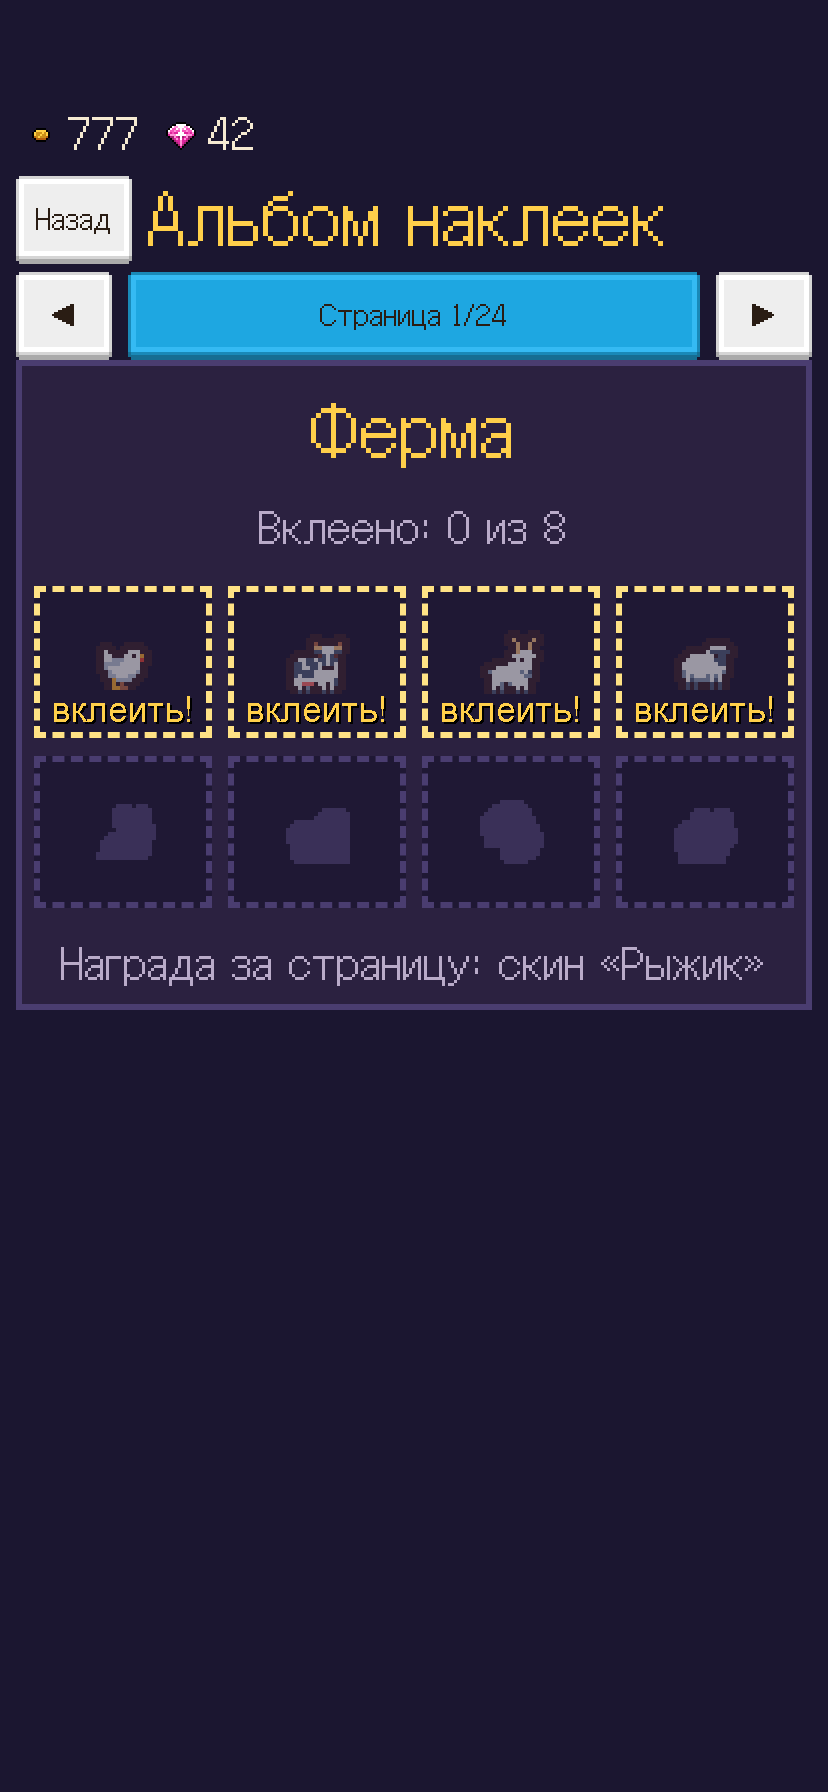 777 42
Назад Альбом наклеек
◄ Страница 1/24 ►
Ферма
Вклеено: 0 из 8
вклеить! вклеить! вклеить! вклеить!
Награда за страницу: скин «Рыжик»